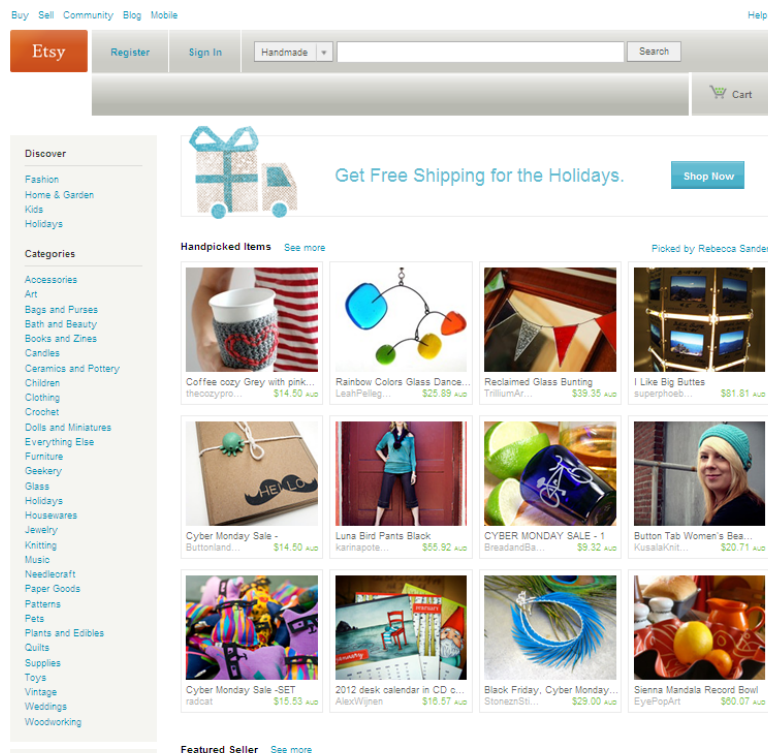 Buy Sell Community Blog Mobile Help
Etsy Register Sign In Handmade Search
Cart
Discover
Fashion
Home & Garden
Kids
Holidays
Categories
Accessories
Art
Bags and Purses
Bath and Beauty
Books and Zines
Candles
Ceramics and Pottery
Children
Clothing
Crochet
Dolls and Miniatures
Everything Else
Furniture
Geekery
Glass
Holidays
Housewares
Jewelry
Knitting
Music
Needlecraft
Paper Goods
Patterns
Pets
Plants and Edibles
Quilts
Supplies
Toys
Vintage
Weddings
Woodworking
Get Free Shipping for the Holidays. Shop Now
Handpicked Items See more Picked by Rebecca Sander
Coffee cozy Grey with pink...
thecozypro... $14.50 AUD
Rainbow Colors Glass Dance...
LeahPelleg... $25.89 AUD
Reclaimed Glass Bunting
TrilliumAr... $39.35 AUD
I Like Big Buttes
superphoeb... $81.81 AUD
HELLO
Cyber Monday Sale -
Buttonland... $14.50 AUD
Luna Bird Pants Black
karinapote... $55.92 AUD
CYBER MONDAY SALE - 1
BreadandBa... $9.32 AUD
Button Tab Women's Bea...
KusalaKnit... $20.71 AUD
Cyber Monday Sale -SET
radcat $15.53 AUD
january
FEBRUARY
2012 desk calendar in CD c...
AlexWijnen $16.57 AUD
Black Friday, Cyber Monday...
StoneznSti... $29.00 AUD
Sienna Mandala Record Bowl
EyePopArt $60.07 AUD
Featured Seller See more